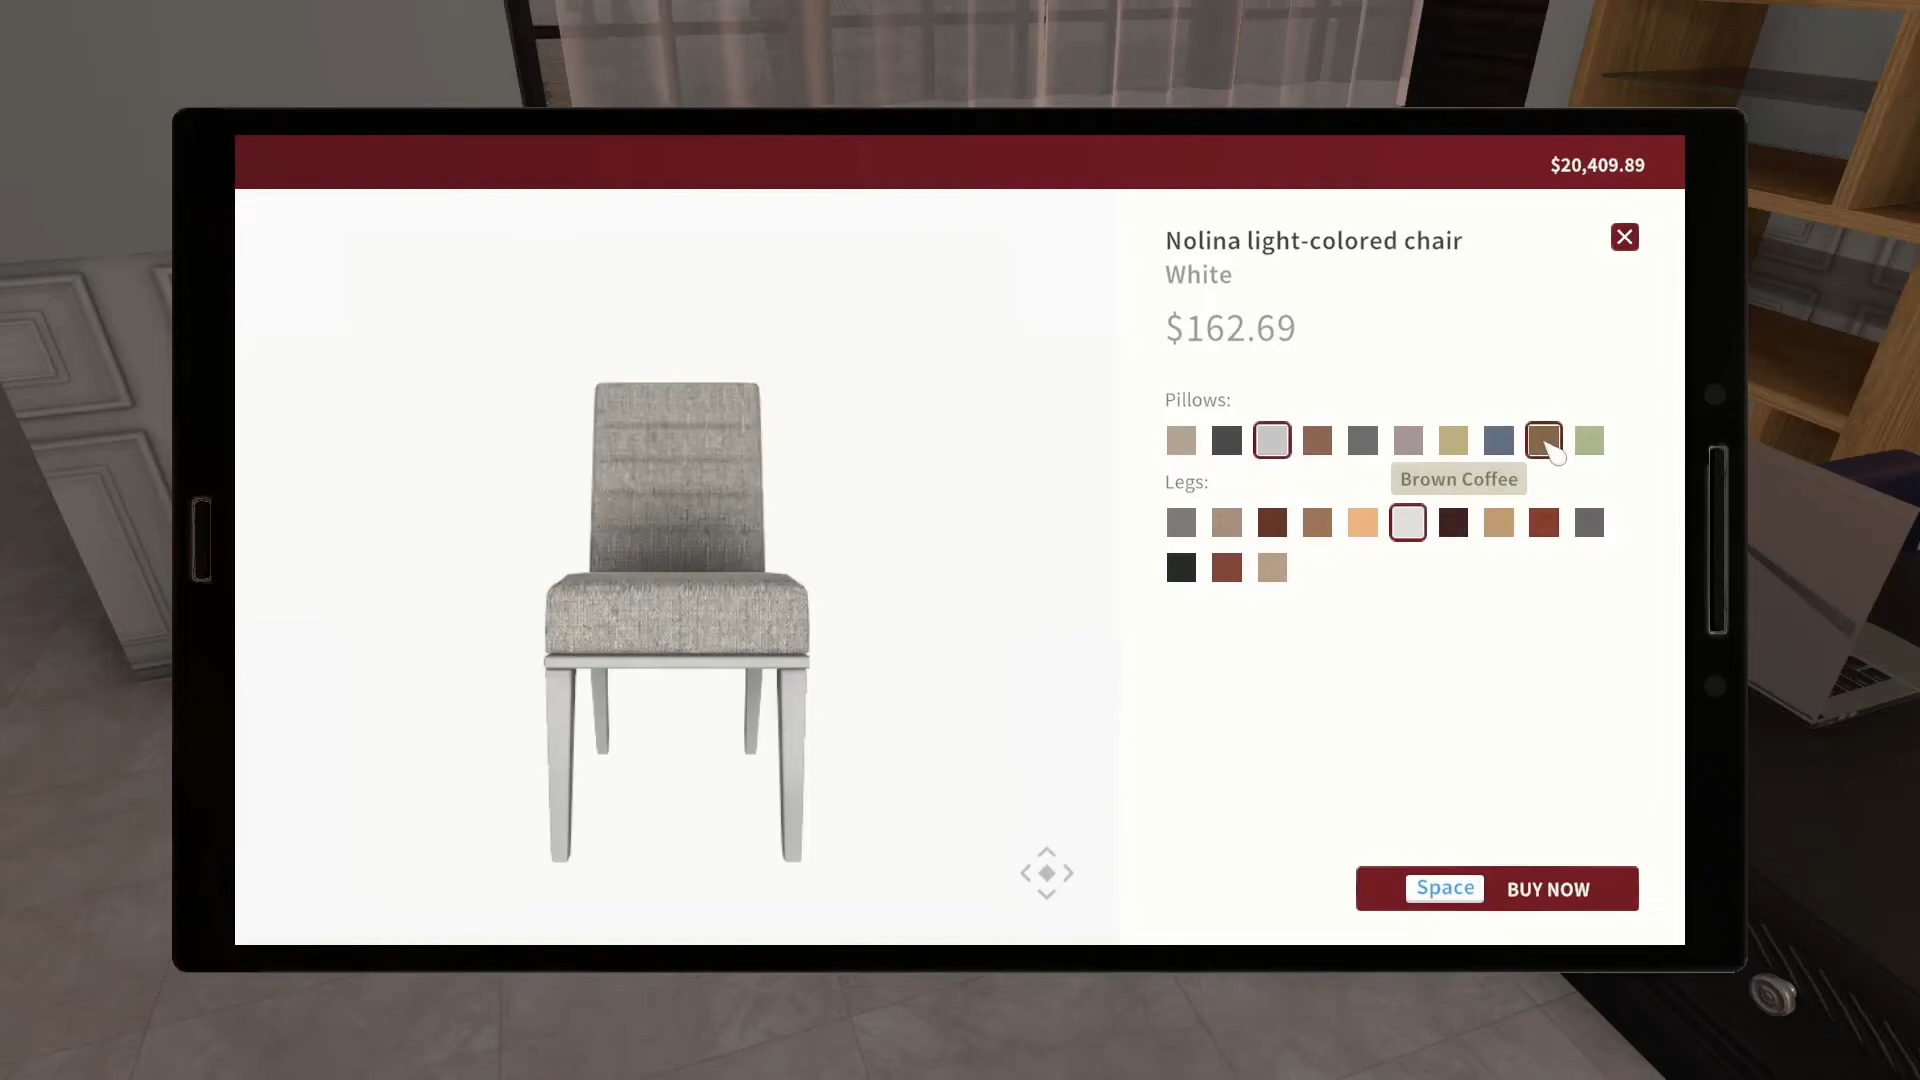 $20,409.89
Nolina light-colored chair
White
$162.69
Pillows:
Brown Coffee
Legs:
Space BUY NOW